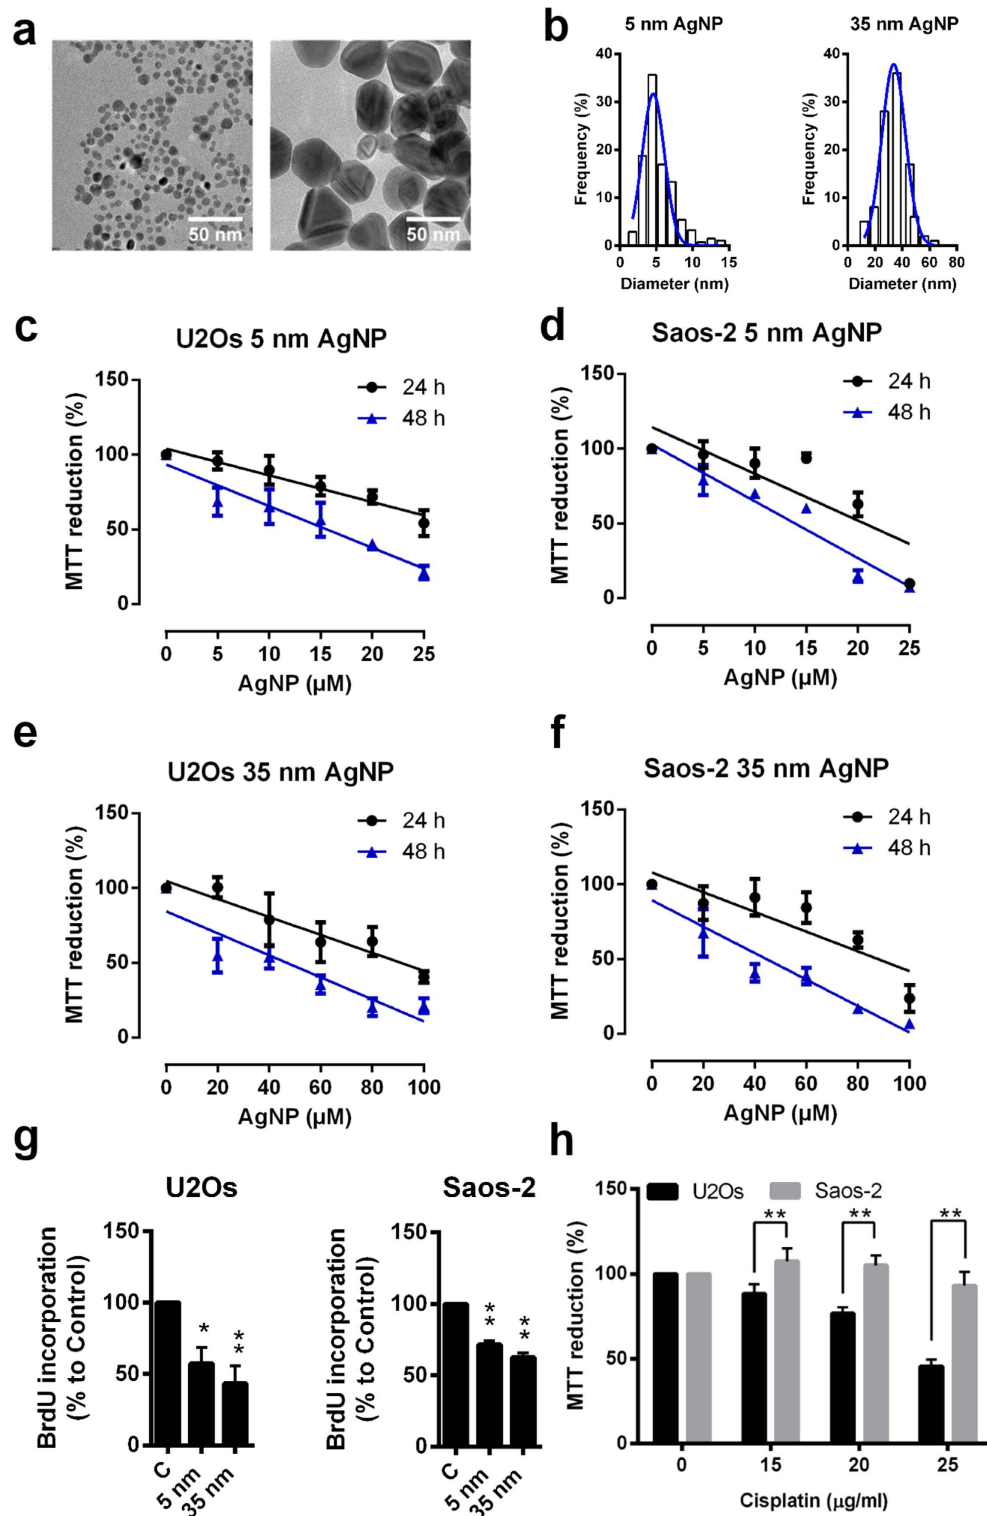 a
50 nm
50 nm
b
5 nm AgNP
Frequency (%)
40
30
20
10
0
0 5 10 15
Diameter (nm)
35 nm AgNP
Frequency (%)
40
30
20
10
0
0 20 40 60 80
Diameter (nm)
c
U2Os 5 nm AgNP
MTT reduction (%)
150
100
50
0
24 h
48 h
0 5 10 15 20 25
AgNP (µM)
d
Saos-2 5 nm AgNP
MTT reduction (%)
150
100
50
0
24 h
48 h
0 5 10 15 20 25
AgNP (µM)
e
U2Os 35 nm AgNP
MTT reduction (%)
150
100
50
0
24 h
48 h
0 20 40 60 80 100
AgNP (µM)
f
Saos-2 35 nm AgNP
MTT reduction (%)
150
100
50
0
24 h
48 h
0 20 40 60 80 100
AgNP (µM)
g
U2Os
BrdU incorporation
(% to Control)
150
100
50
0
*
**
C
5 nm
35 nm
Saos-2
BrdU incorporation
(% to Control)
150
100
50
0
**
**
C
5 nm
35 nm
h
MTT reduction (%)
150
100
50
0
U2Os Saos-2
** ** **
0 15 20 25
Cisplatin (µg/ml)